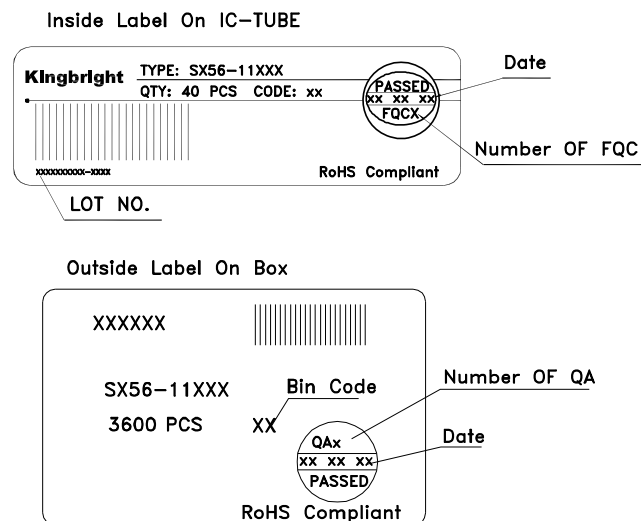 Inside Label On IC-TUBE
Kingbright
TYPE: SX56-11XXX
QTY: 40 PCS CODE: xx
PASSED
xx xx xx
FQCX
Date
Number OF FQC
xxxxxxxxxx-xxxx
RoHS Compliant
LOT NO.
Outside Label On Box
XXXXXX
SX56-11XXX
Bin Code
3600 PCS
XX
Number OF QA
QAx
Date
xx xx xx
PASSED
RoHS Compliant